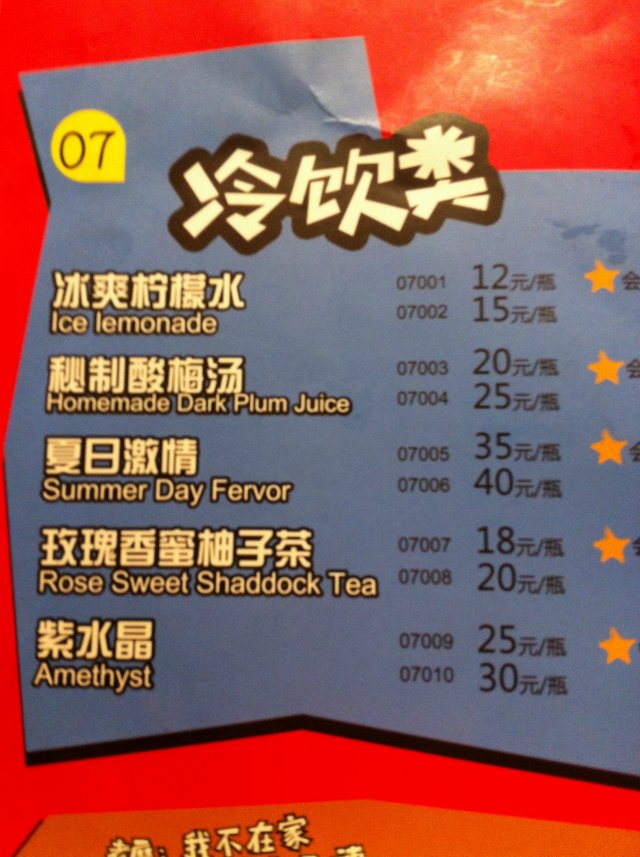 07
冷饮类
冰爽柠檬水 07001 12元/瓶 会
Ice lemonade 07002 15元/瓶
秘制酸梅汤 07003 20元/瓶 会
Homemade Dark Plum Juice 07004 25元/瓶
夏日激情 07005 35元/瓶
Summer Day Fervor 07006 40元/瓶
玫瑰香蜜柚子茶 07007 18元/瓶
Rose Sweet Shaddock Tea 07008 20元/瓶
紫水晶 07009 25元/瓶
Amethyst 07010 30元/瓶
我不在家